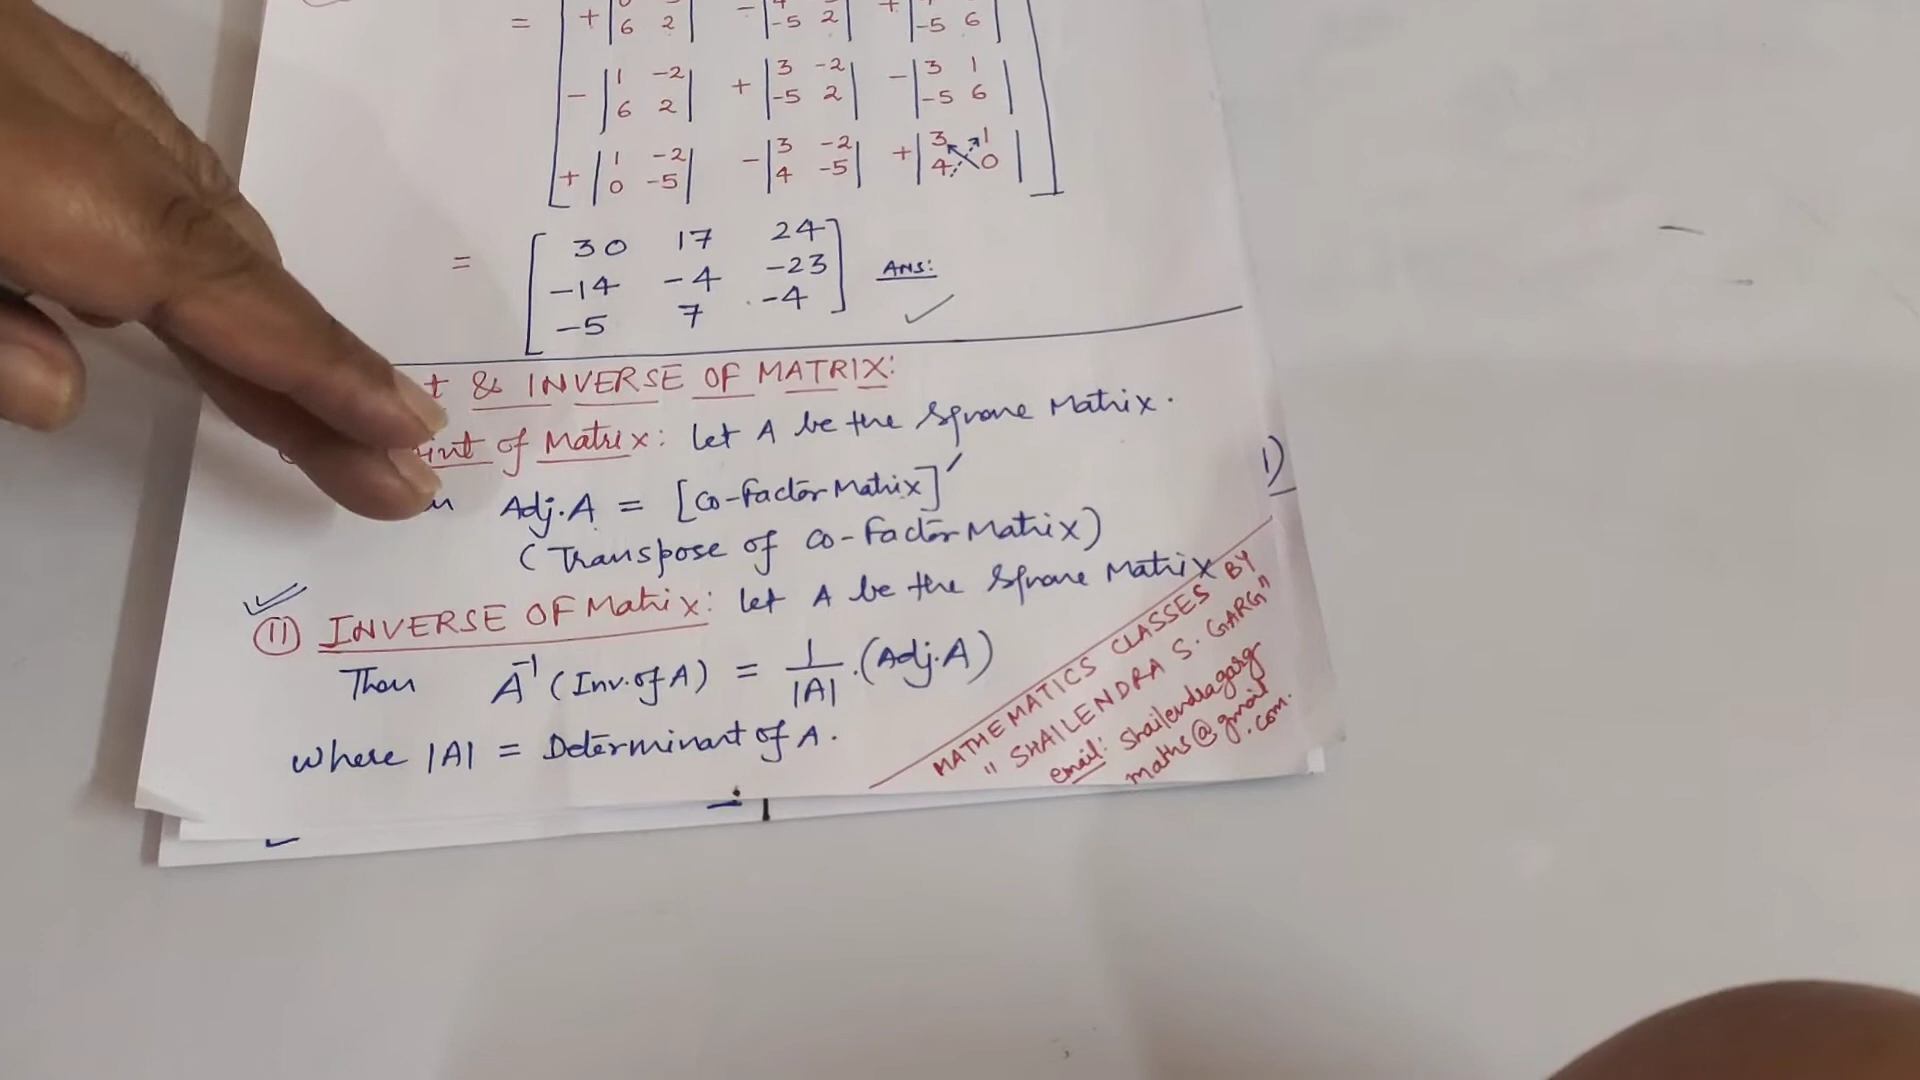 = + | 6 2 | - | -5 2 | + | -5 6 |
- | 1 -2 | + | 3 -2 | - | 3 1 |
| 6 2 | | -5 2 | | -5 6 |
+ | 1 -2 | - | 3 -2 | + | 3 1 |
| 0 -5 | | 4 -5 | | 4 0 |
= [ 30 17 24 ]
-14 -4 -23 ANS:
-5 7 -4
t & INVERSE OF MATRIX:
int of Matrix: Let A be the Square Matrix.
n Adj.A = [Co-factor Matrix]′
(Transpose of Co-Factor Matrix)
(II) INVERSE OF Matrix: Let A be the Square Matrix
Then A⁻¹ (Inv. of A) = 1/|A| . (Adj.A)
where |A| = Determinant of A.
1)
MATHEMATICS CLASSES BY
"SHAILENDRA S. GARG"
email: shailendragarg
maths@gmail
.com.